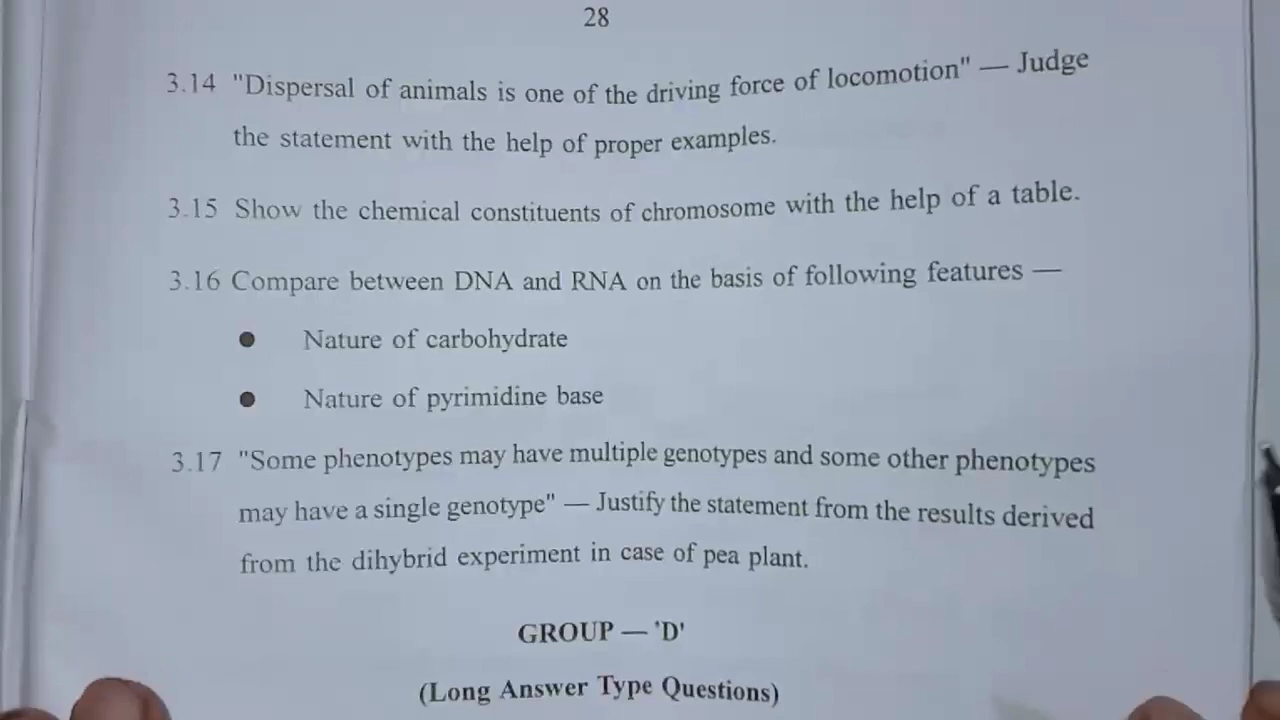 28
3.14 "Dispersal of animals is one of the driving force of locomotion" — Judge
the statement with the help of proper examples.
3.15 Show the chemical constituents of chromosome with the help of a table.
3.16 Compare between DNA and RNA on the basis of following features —
● Nature of carbohydrate
● Nature of pyrimidine base
3.17 "Some phenotypes may have multiple genotypes and some other phenotypes
may have a single genotype" — Justify the statement from the results derived
from the dihybrid experiment in case of pea plant.
GROUP — 'D'
(Long Answer Type Questions)